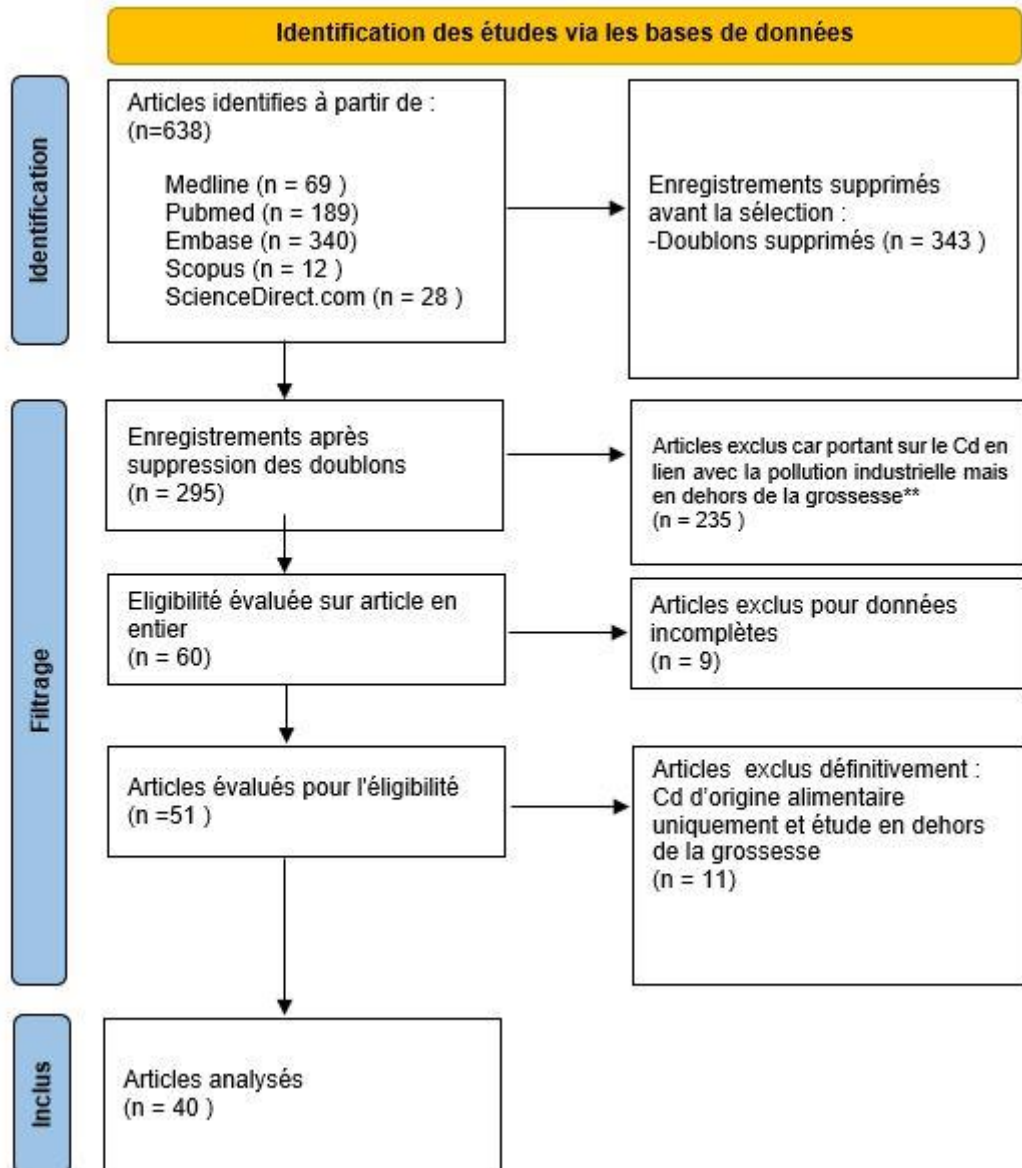 Identification des études via les bases de données
Identification
Articles identifies à partir de :
(n=638)
Medline (n = 69 )
Pubmed (n = 189)
Embase (n = 340)
Scopus (n = 12 )
ScienceDirect.com (n = 28 )
Enregistrements supprimés
avant la sélection :
-Doublons supprimés (n = 343 )
Filtrage
Enregistrements après
suppression des doublons
(n = 295)
Articles exclus car portant sur le Cd en
lien avec la pollution industrielle mais
en dehors de la grossesse**
(n = 235 )
Eligibilité évaluée sur article en
entier
(n = 60)
Articles exclus pour données
incomplètes
(n = 9)
Articles évalués pour l'éligibilité
(n =51 )
Articles  exclus définitivement :
Cd d'origine alimentaire
uniquement et étude en dehors
de la grossesse
(n = 11)
Inclus
Articles analysés
(n = 40 )